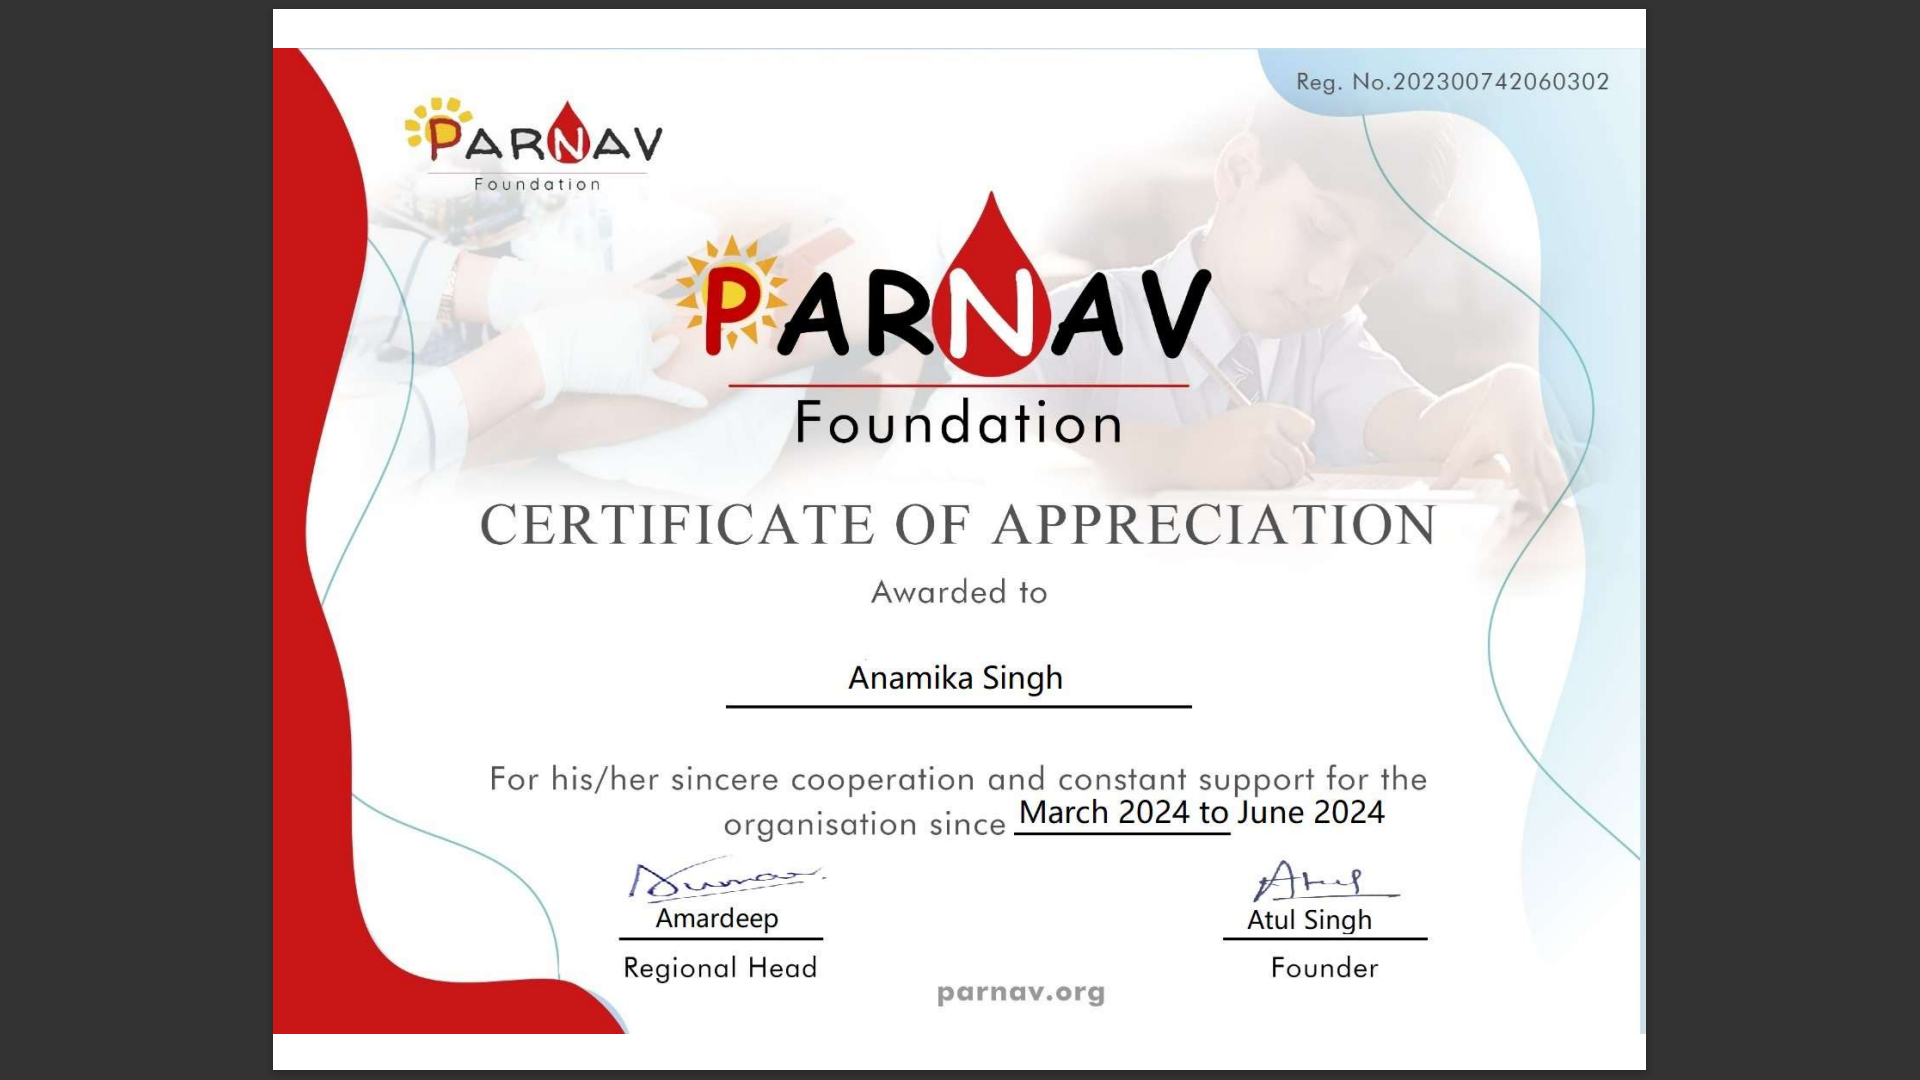 Reg. No.202300742060302
PARNAV
Foundation
PARNAV
Foundation
CERTIFICATE OF APPRECIATION
Awarded to
Anamika Singh
For his/her sincere cooperation and constant support for the
organisation since March 2024 to June 2024
Amardeep
Regional Head
Atul
Atul Singh
Founder
parnav.org